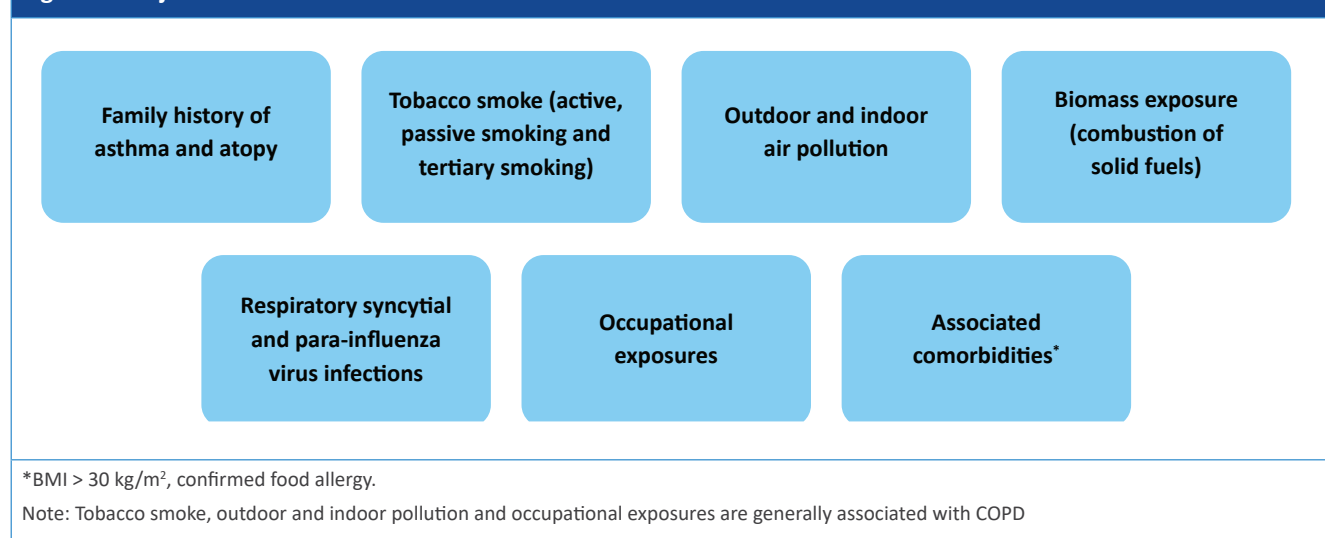 Family history of
asthma and atopy
Tobacco smoke (active,
passive smoking and
tertiary smoking)
Outdoor and indoor
air pollution
Biomass exposure
(combustion of
solid fuels)
Respiratory syncytial
and para-influenza
virus infections
Occupational
exposures
Associated
comorbidities*
*BMI > 30 kg/m², confirmed food allergy.
Note: Tobacco smoke, outdoor and indoor pollution and occupational exposures are generally associated with COPD